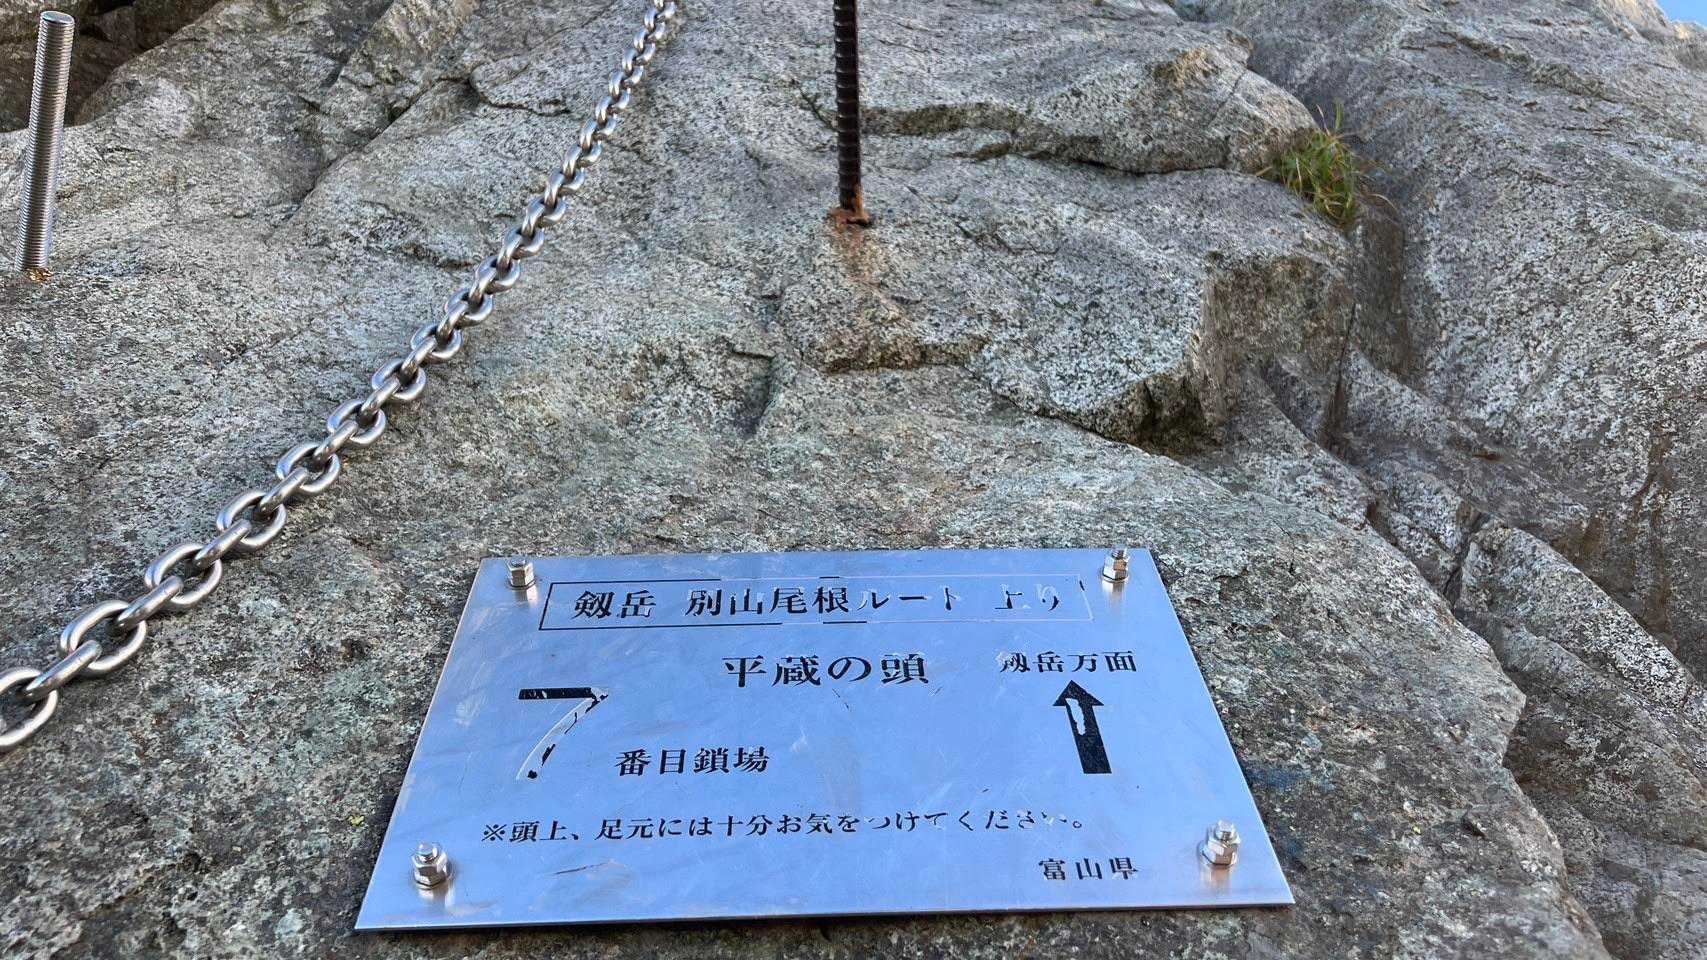 剱岳 別山尾根ルート 上り
平蔵の頭 剱岳方面
7 番目鎖場
※頭上、足元には十分お気をつけてください。
富山県